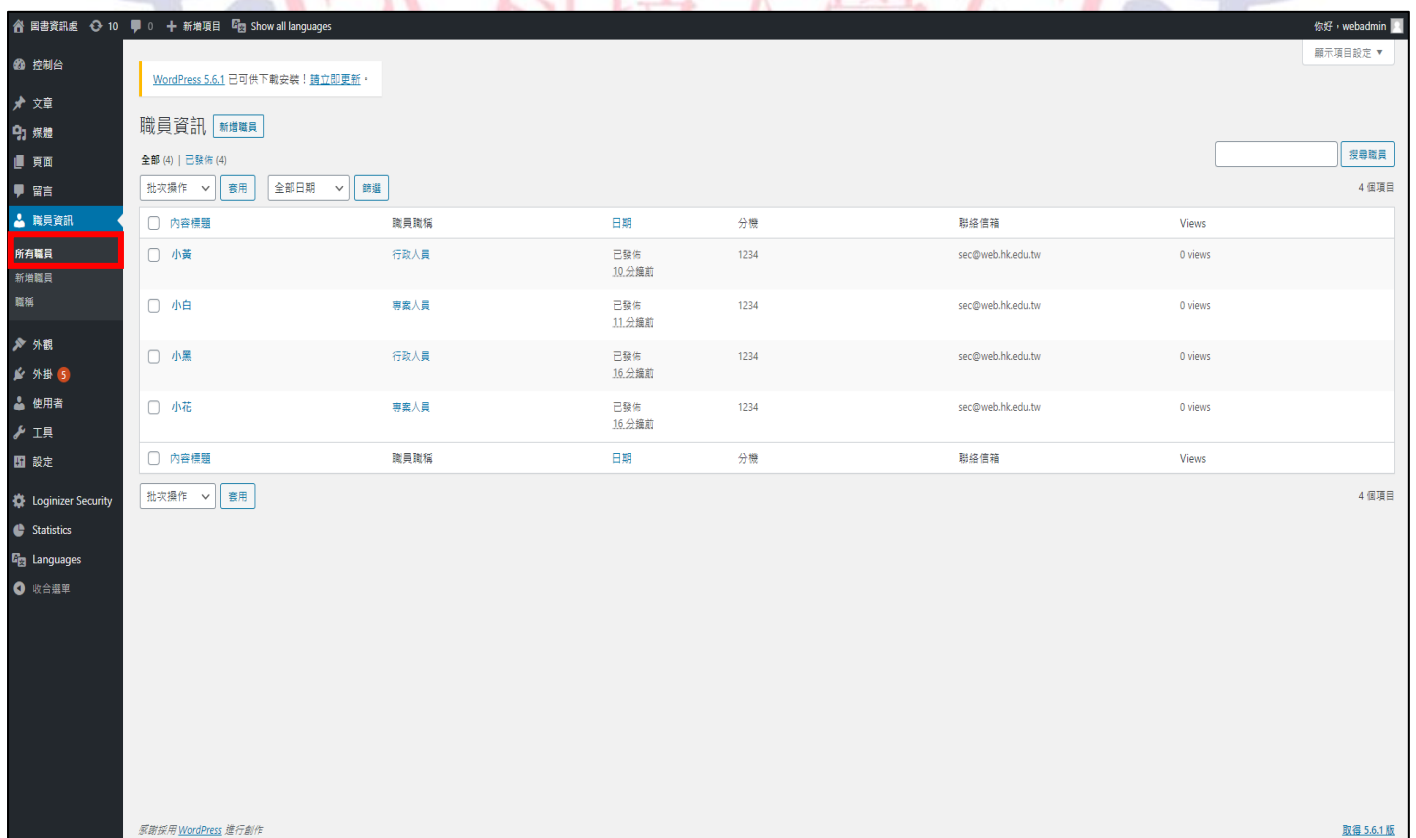 圖書資訊處 10 0 新增項目 Show all languages 你好，webadmin
顯示項目設定 ▼
控制台
文章
媒體
頁面
留言
職員資訊
所有職員
新增職員
職稱
外觀
外掛 5
使用者
工具
設定
Loginizer Security
Statistics
Languages
收合選單
WordPress 5.6.1 已可供下載安裝！請立即更新。
職員資訊 新增職員
全部 (4) | 已發佈 (4)
搜尋職員
批次操作 套用 全部日期 篩選 4 個項目
內容標題 職員職稱 日期 分機 聯絡信箱 Views
小黃 行政人員 已發佈 1234 sec@web.hk.edu.tw 0 views
10 分鐘前
小白 專案人員 已發佈 1234 sec@web.hk.edu.tw 0 views
11 分鐘前
小黑 行政人員 已發佈 1234 sec@web.hk.edu.tw 0 views
16 分鐘前
小花 專案人員 已發佈 1234 sec@web.hk.edu.tw 0 views
16 分鐘前
內容標題 職員職稱 日期 分機 聯絡信箱 Views
批次操作 套用 4 個項目
感謝採用 WordPress 進行創作 取得 5.6.1 版